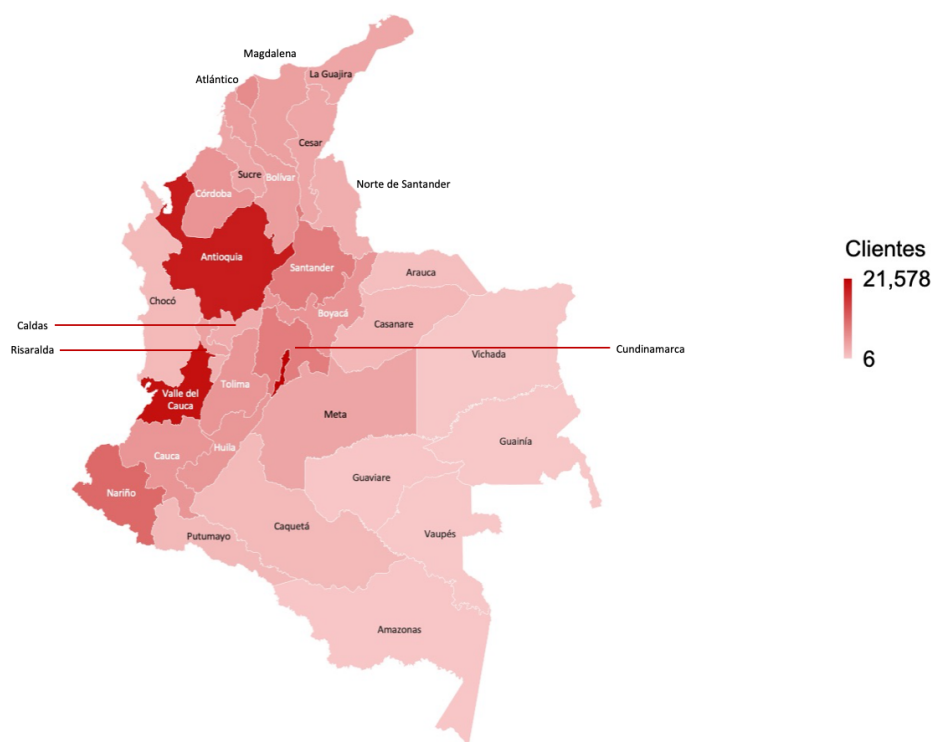 Magdalena
La Guajira
Atlántico
Cesar
Sucre
Bolívar
Norte de Santander
Córdoba
Antioquia
Santander
Arauca
Clientes
21,578
6
Chocó
Boyacá
Casanare
Caldas
Risaralda
Cundinamarca
Vichada
Tolima
Valle del
Cauca
Meta
Guainía
Cauca
Huila
Guaviare
Nariño
Caquetá
Putumayo
Vaupés
Amazonas